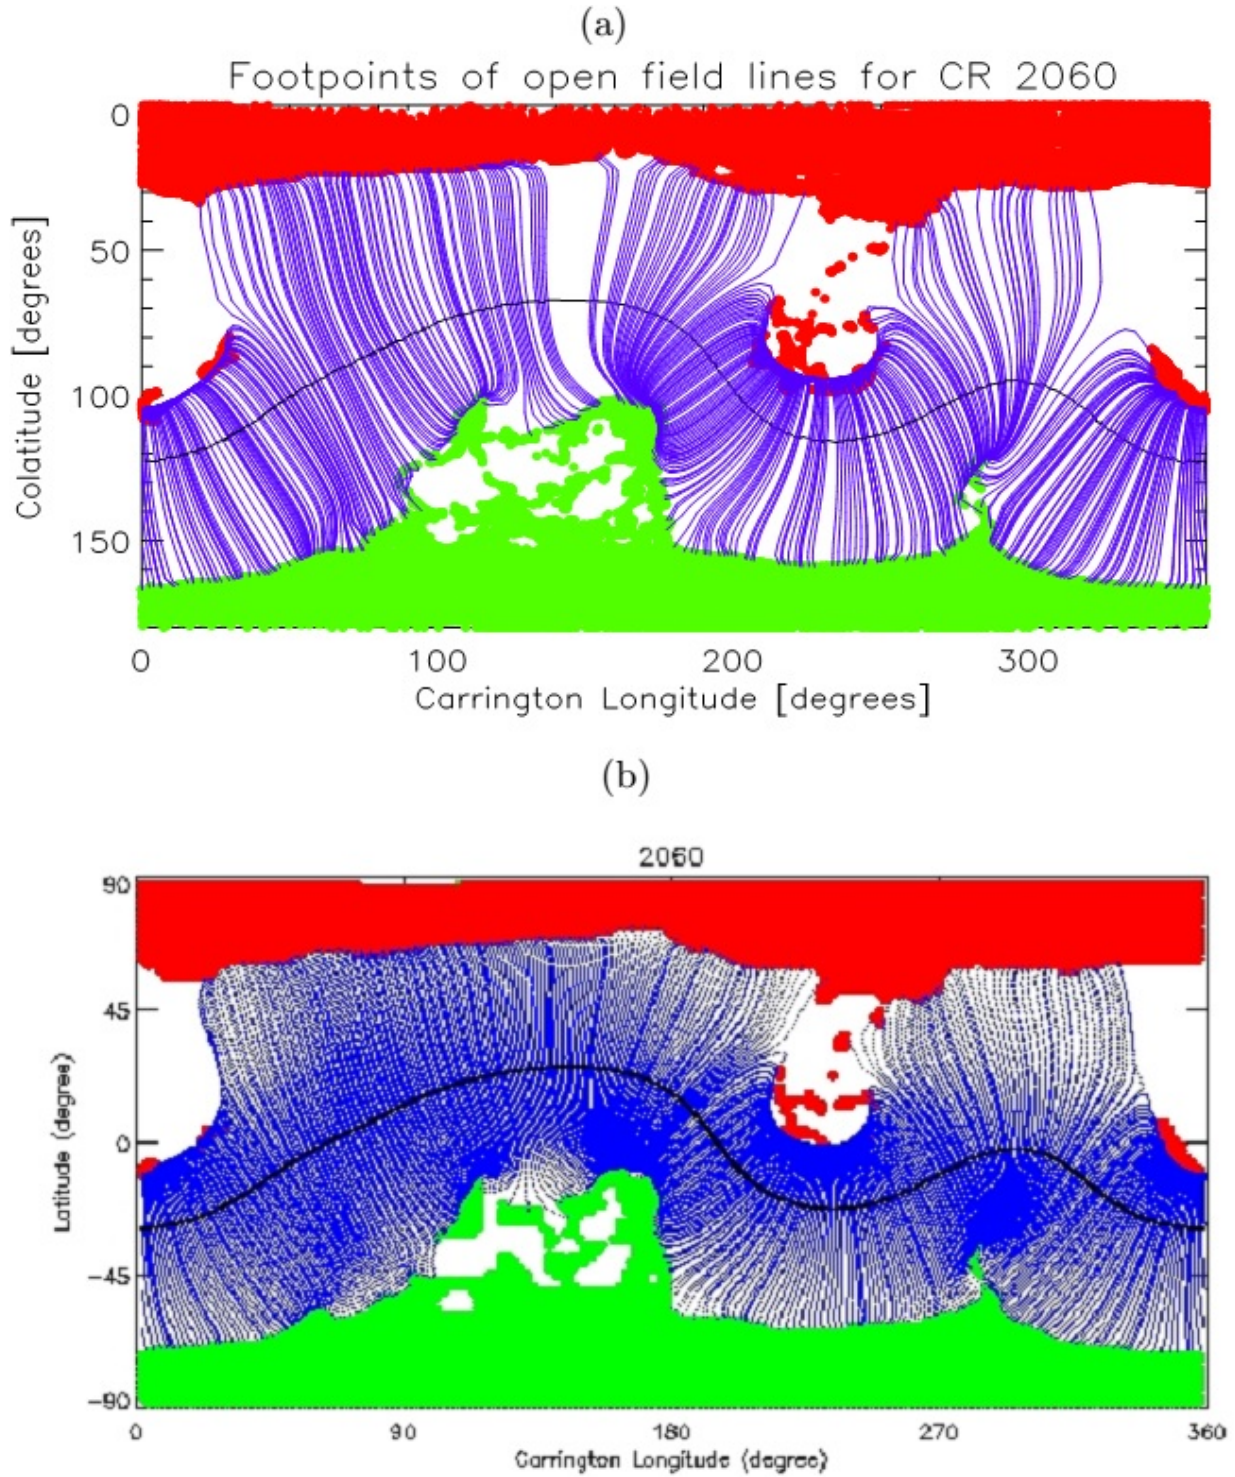 (a)
Footpoints of open field lines for CR 2060
0
50
100
150
Colatitude [degrees]
0 100 200 300
Carrington Longitude [degrees]
(b)
2060
90
45
0
-45
-90
Latitude (degree)
0 90 180 270 360
Carrington Longitude (degree)